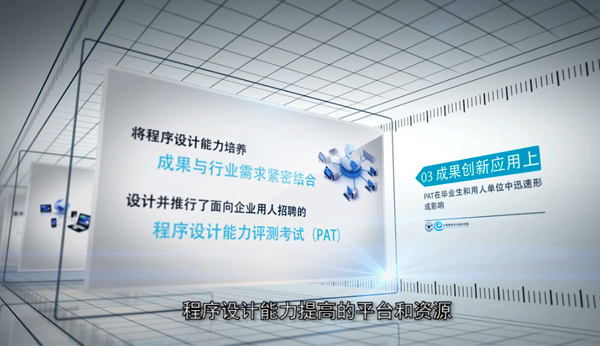 将程序设计能力培养
成果与行业需求紧密结合
设计并推行了面向企业用人招聘的
程序设计能力评测考试（PAT）
03 成果创新应用上
PAT在毕业生和用人单位中迅速形
成影响
程序设计能力提高的平台和资源